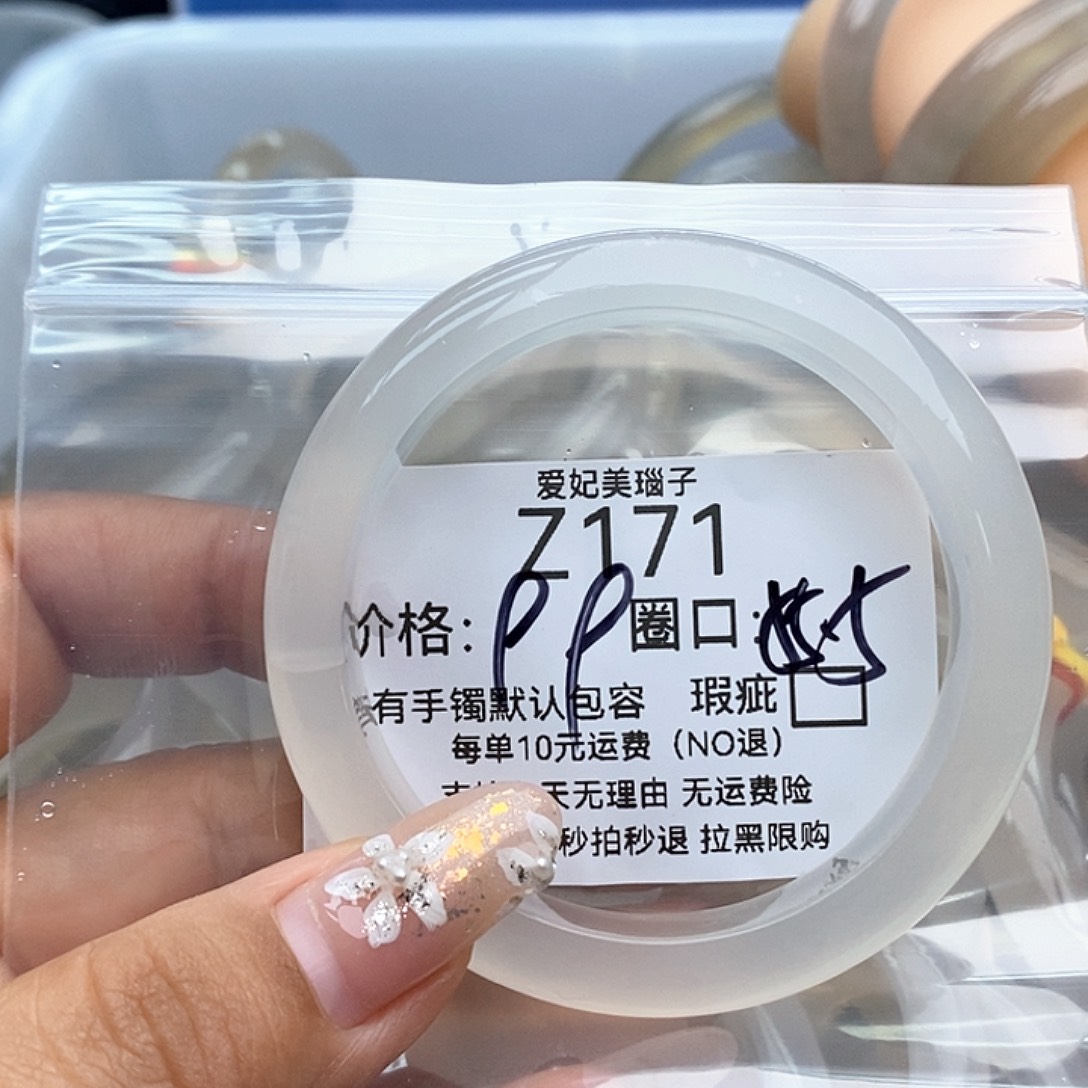 爱妃美瑙子
Z171
价格：99 圈口：
有手镯默认包容 瑕疵
每单10元运费（NO退）
天无理由 无运费险
秒拍秒退 拉黑限购